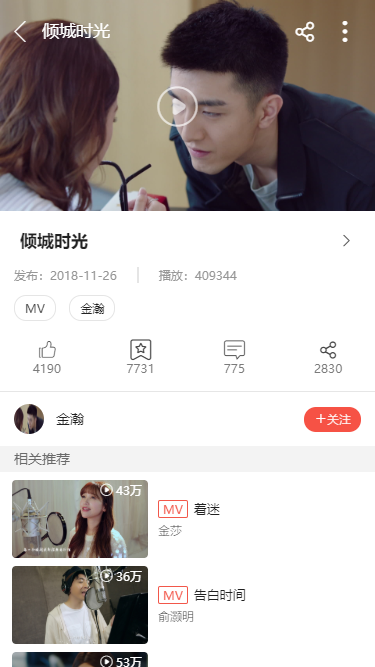 倾城时光
倾城时光
发布：2018-11-26 播放：409344
MV 金瀚
4190 7731 775 2830
金瀚 +关注
相关推荐
43万
MV 着迷
金莎
36万
MV 告白时间
俞灏明
53万